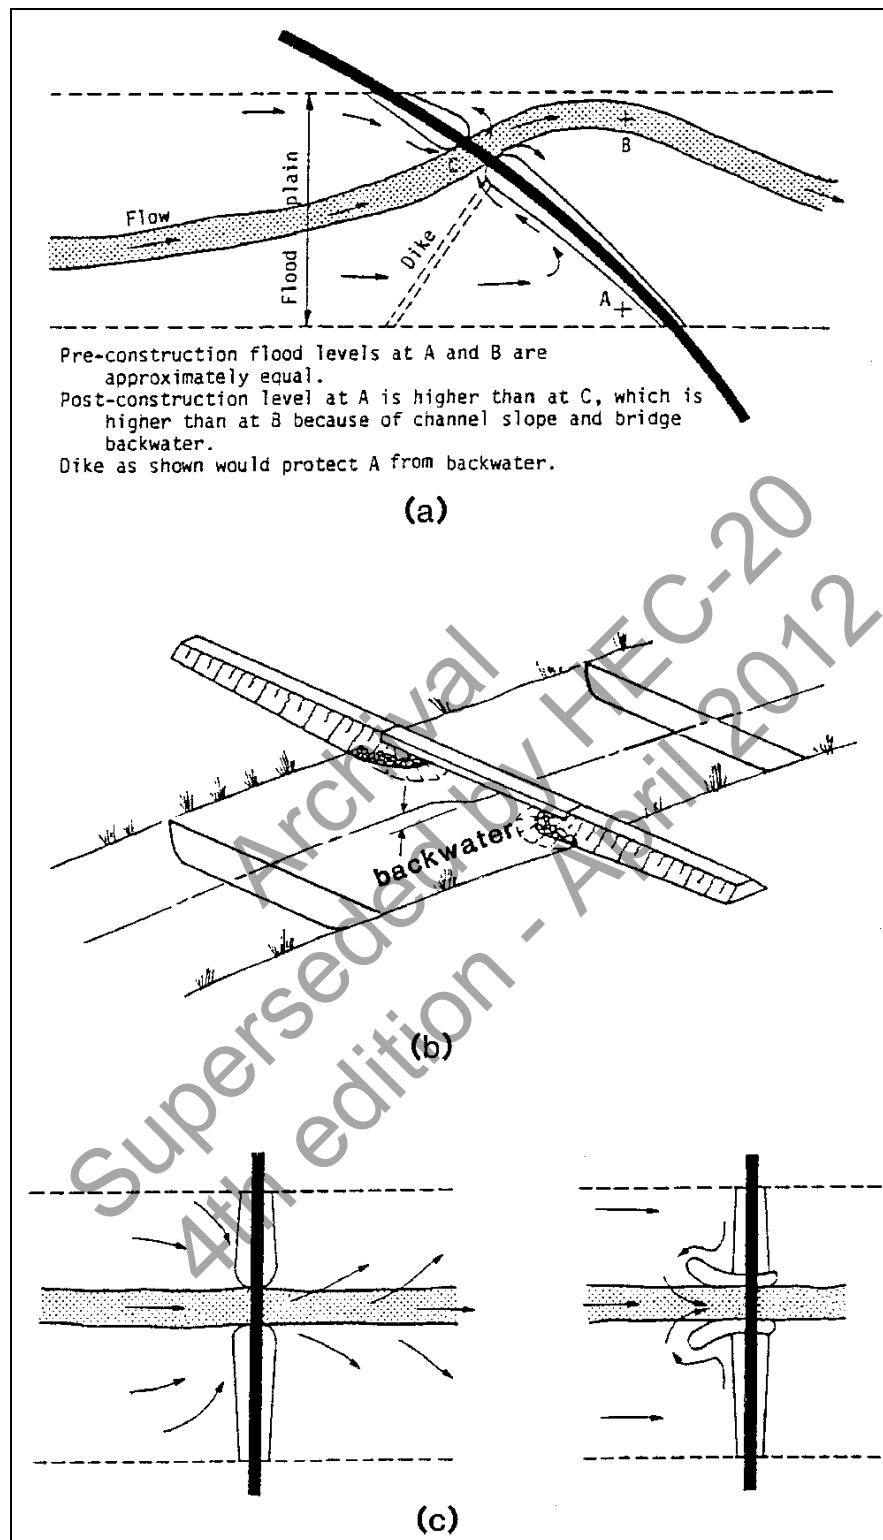 C
B
Flow
Flood plain
Dike
A
Pre-construction flood levels at A and B are
approximately equal.
Post-construction level at A is higher than at C, which is
higher than at B because of channel slope and bridge
backwater.
Dike as shown would protect A from backwater.
(a)
backwater
(b)
Archival
Superseded by HEC-20
4th edition - April 2012
(c)